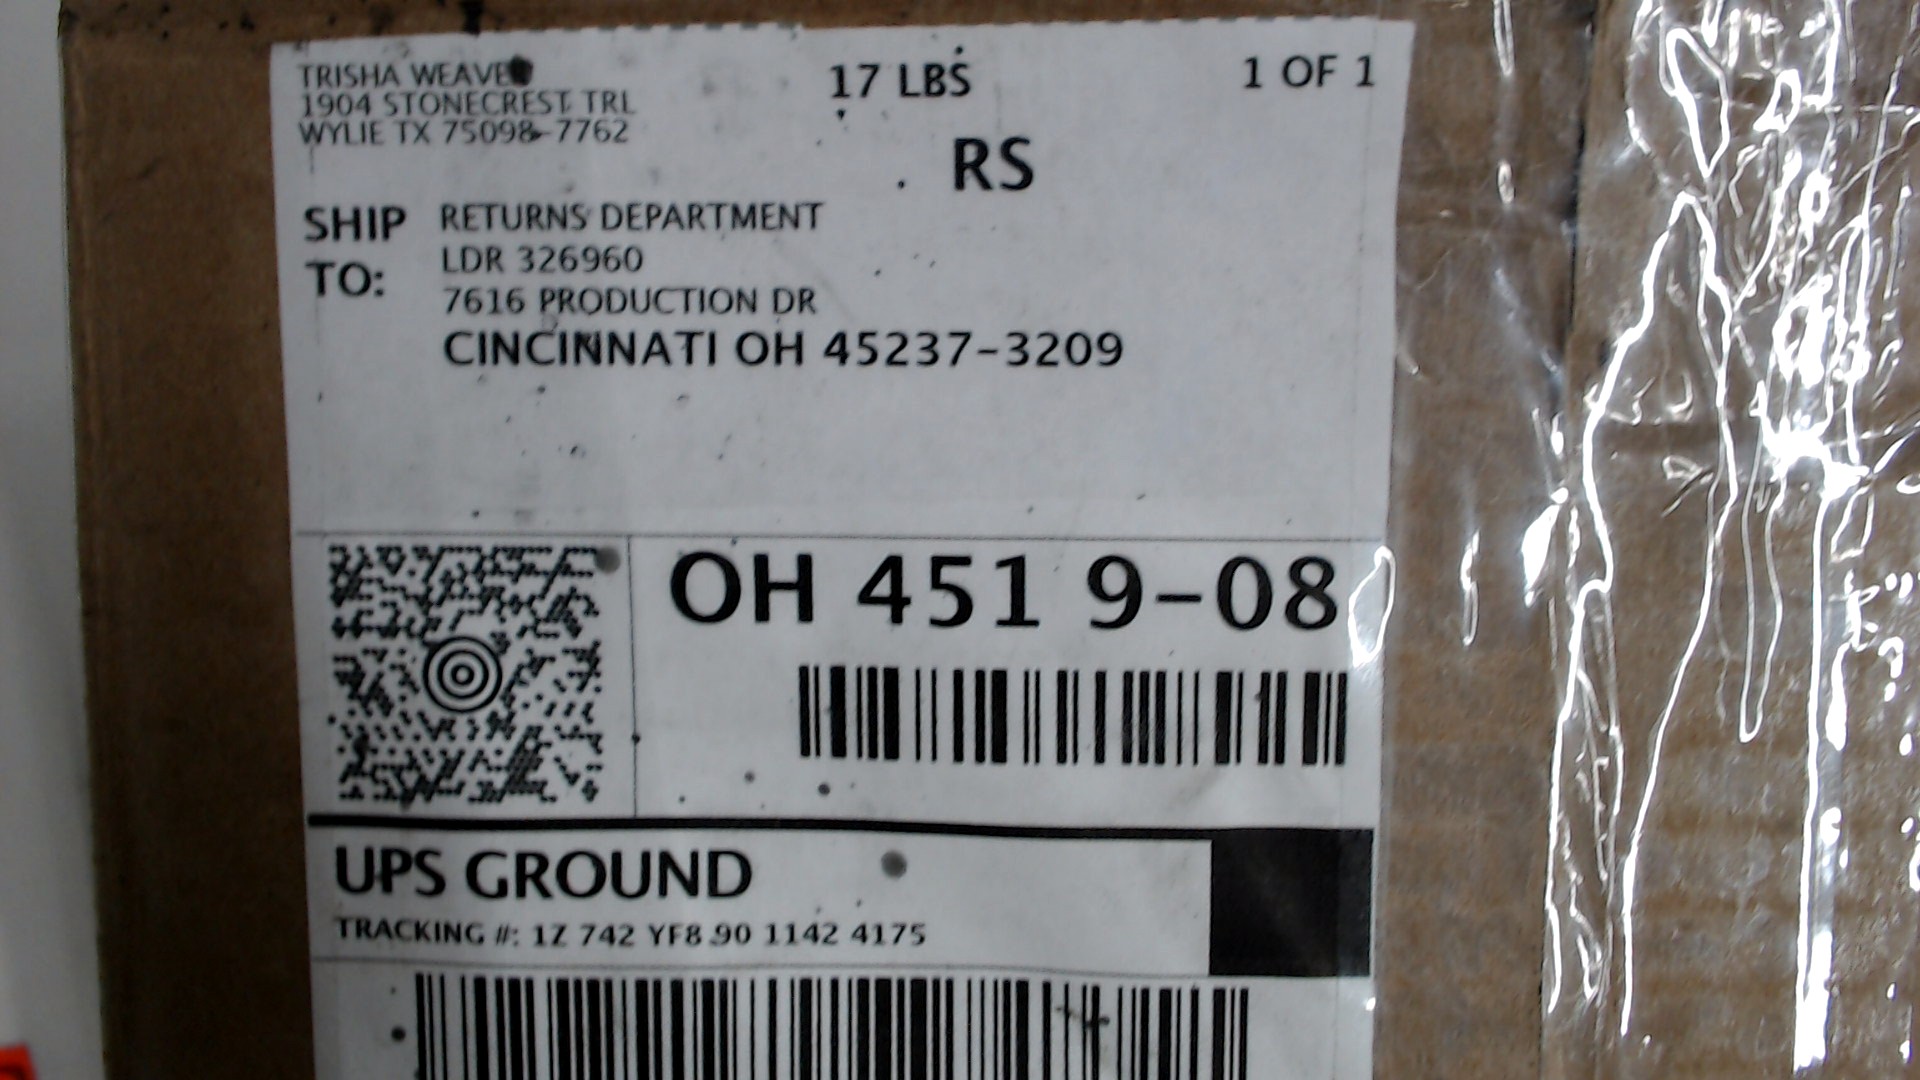 TRISHA WEAVER
1904 STONECREST TRL
WYLIE TX 75098-7762
17 LBS
1 OF 1
RS
SHIP TO:
RETURNS DEPARTMENT
LDR 326960
7616 PRODUCTION DR
CINCINNATI OH 45237-3209
OH 451 9-08
UPS GROUND
TRACKING #: 1Z 742 YF8 90 1142 4175